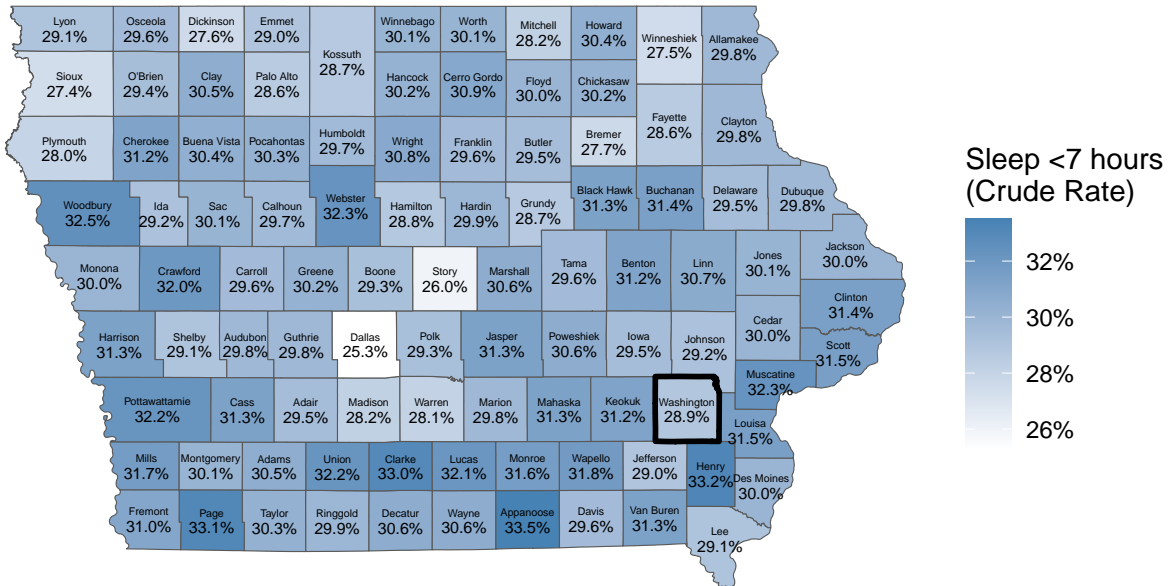 Lyon
29.1%
Osceola
29.6%
Dickinson
27.6%
Emmet
29.0%
Kossuth
28.7%
Winnebago
30.1%
Worth
30.1%
Mitchell
28.2%
Howard
30.4%
Winneshiek
27.5%
Allamakee
29.8%
Sioux
27.4%
O'Brien
29.4%
Clay
30.5%
Palo Alto
28.6%
Hancock
30.2%
Cerro Gordo
30.9%
Floyd
30.0%
Chickasaw
30.2%
Fayette
28.6%
Clayton
29.8%
Plymouth
28.0%
Cherokee
31.2%
Buena Vista
30.4%
Pocahontas
30.3%
Humboldt
29.7%
Wright
30.8%
Franklin
29.6%
Butler
29.5%
Bremer
27.7%
Woodbury
32.5%
Ida
29.2%
Sac
30.1%
Calhoun
29.7%
Webster
32.3%
Hamilton
28.8%
Hardin
29.9%
Grundy
28.7%
Black Hawk
31.3%
Buchanan
31.4%
Delaware
29.5%
Dubuque
29.8%
Monona
30.0%
Crawford
32.0%
Carroll
29.6%
Greene
30.2%
Boone
29.3%
Story
26.0%
Marshall
30.6%
Tama
29.6%
Benton
31.2%
Linn
30.7%
Jones
30.1%
Jackson
30.0%
Clinton
31.4%
Harrison
31.3%
Shelby
29.1%
Audubon
29.8%
Guthrie
29.8%
Dallas
25.3%
Polk
29.3%
Jasper
31.3%
Poweshiek
30.6%
Iowa
29.5%
Johnson
29.2%
Cedar
30.0%
Scott
31.5%
Muscatine
32.3%
Pottawattamie
32.2%
Cass
31.3%
Adair
29.5%
Madison
28.2%
Warren
28.1%
Marion
29.8%
Mahaska
31.3%
Keokuk
31.2%
Washington
28.9%
Louisa
31.5%
Mills
31.7%
Montgomery
30.1%
Adams
30.5%
Union
32.2%
Clarke
33.0%
Lucas
32.1%
Monroe
31.6%
Wapello
31.8%
Jefferson
29.0%
Henry
33.2%
Des Moines
30.0%
Fremont
31.0%
Page
33.1%
Taylor
30.3%
Ringgold
29.9%
Decatur
30.6%
Wayne
30.6%
Appanoose
33.5%
Davis
29.6%
Van Buren
31.3%
Lee
29.1%
Sleep <7 hours
(Crude Rate)
32%
30%
28%
26%